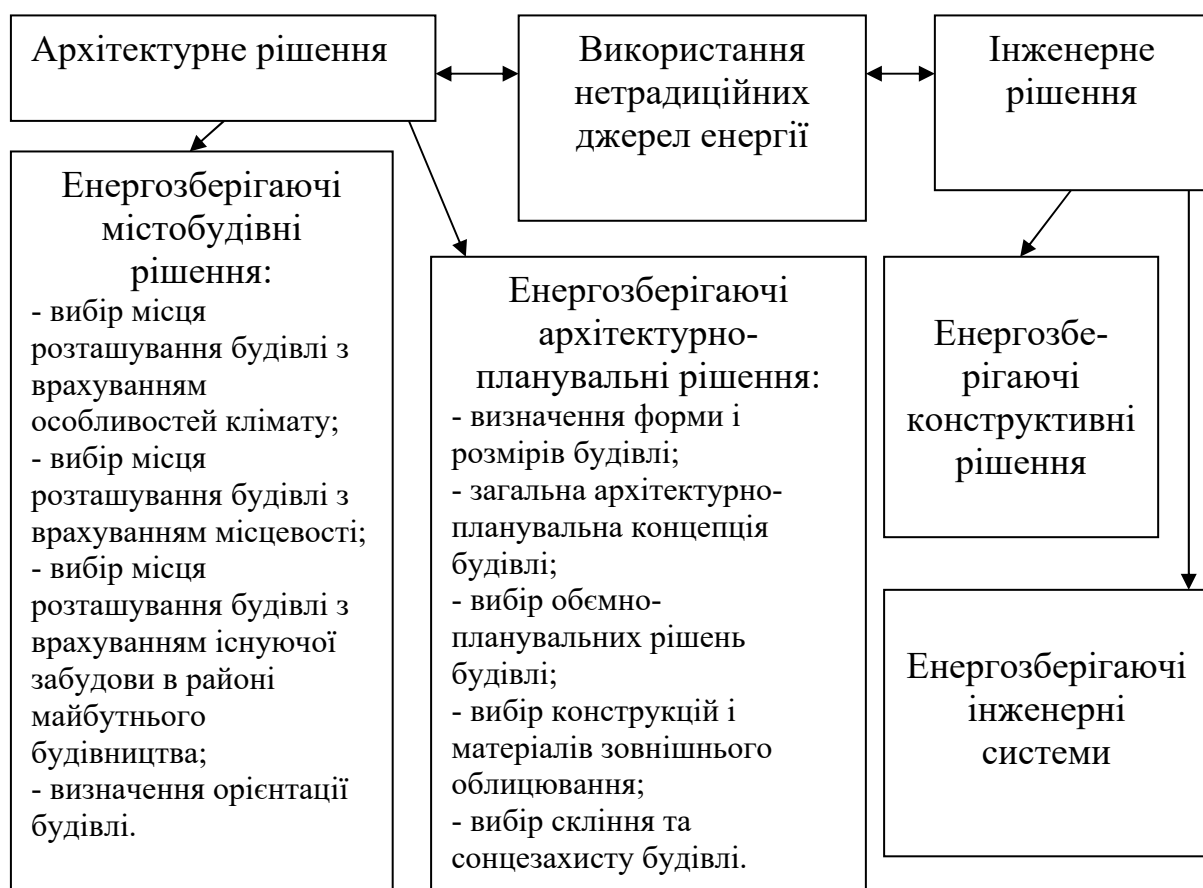 Архітектурне рішення
Використання
нетрадиційних
джерел енергії
Інженерне
рішення
Енергозберігаючі
містобудівні
рішення:
- вибір місця
розташування будівлі з
врахуванням
особливостей клімату;
- вибір місця
розташування будівлі з
врахуванням місцевості;
- вибір місця
розташування будівлі з
врахуванням існуючої
забудови в районі
майбутнього
будівництва;
- визначення орієнтації
будівлі.
Енергозберігаючі
архітектурно-
планувальні рішення:
- визначення форми і
розмірів будівлі;
- загальна архітектурно-
планувальна концепція
будівлі;
- вибір обємно-
планувальних рішень
будівлі;
- вибір конструкцій і
матеріалів зовнішнього
облицювання;
- вибір скління та
сонцезахисту будівлі.
Енергозбе-
рігаючі
конструктивні
рішення
Енергозберігаючі
інженерні
системи